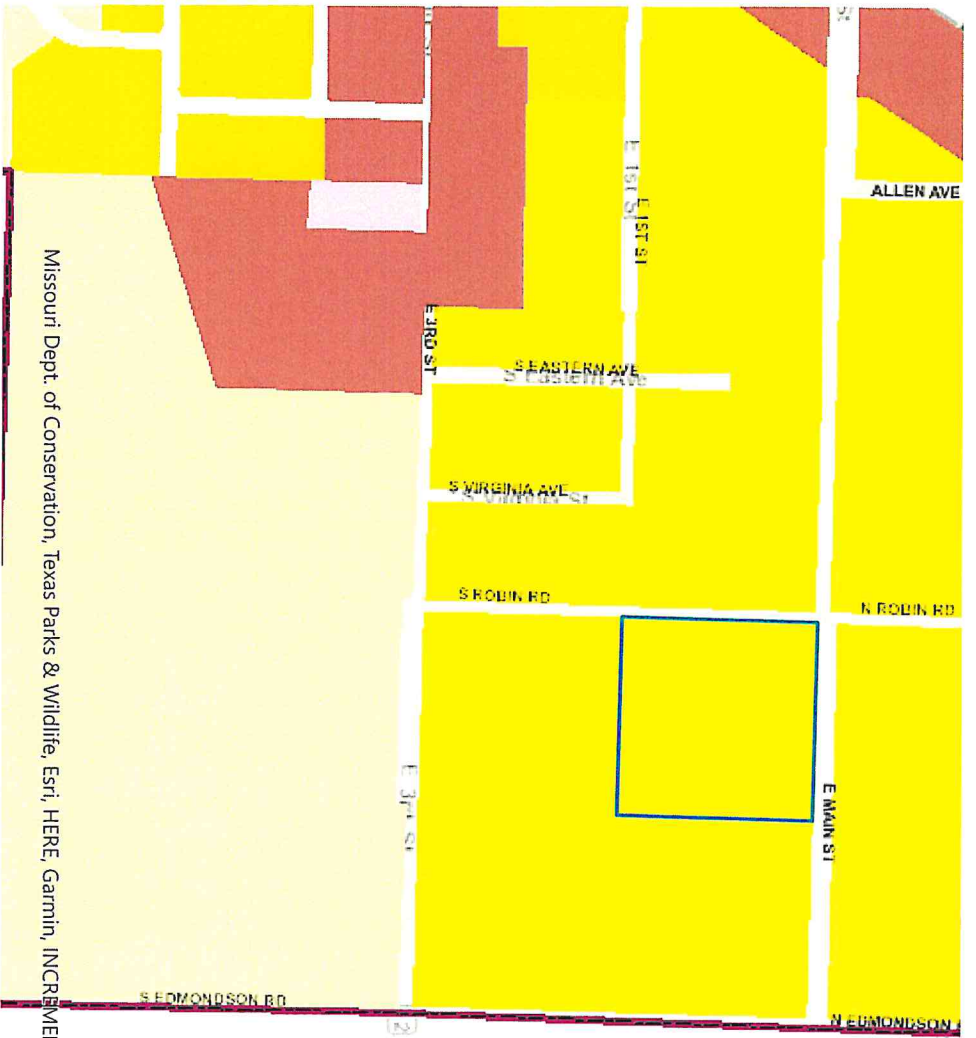 ALLEN AVE
E 1st St
E 1ST ST
E 3RD ST
S EASTERN AVE
S Eastern Ave
S VIRGINIA AVE
S ROBIN RD
N ROBIN RD
E MAIN ST
E 3rd St
S EDMONDSON RD
N EDMONDSON
2
Missouri Dept. of Conservation, Texas Parks & Wildlife, Esri, HERE, Garmin, INCREME